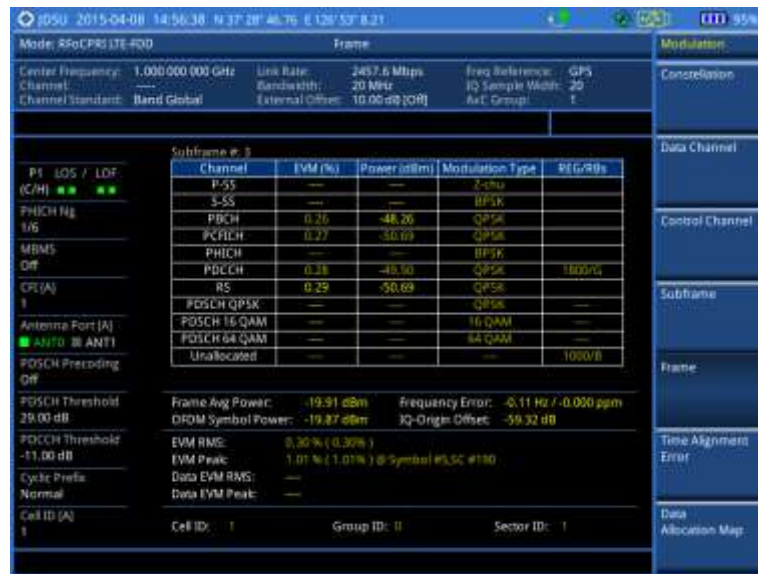 JDSU 2015-04-08 14:56:38 N 37° 28' 46.76 E 126° 53' 8.21 95%
Mode: RFoCPRI LTE-FDD Frame Modulation
Center Frequency: 1.000 000 000 GHz Link Rate: 2457.6 Mbps Freq Reference: GPS
Channel: ---- Bandwidth: 20 MHz IQ Sample Width: 20
Channel Standard: Band Global External Offset: 10.00 dB [Off] AxC Group: 1
Constellation
Data Channel
Control Channel
Subframe
Frame
Time Alignment
Error
Data
Allocation Map
P1 LOS / LOF
(C/H)
PHICH Ng
1/6
MBMS
Off
CFI [A]
1
Antenna Port [A]
ANT0 ANT1
PDSCH Precoding
Off
PDSCH Threshold
29.00 dB
PDCCH Threshold
-11.00 dB
Cyclic Prefix
Normal
Cell ID [A]
1
Subframe #: 3
Channel EVM (%) Power (dBm) Modulation Type REG/RBs
P-SS ---- ---- Z-chu
S-SS ---- ---- BPSK
PBCH 0.26 -48.26 QPSK
PCFICH 0.27 -50.69 QPSK
PHICH ---- ---- BPSK
PDCCH 0.28 -49.50 QPSK 1800/G
RS 0.29 -50.69 QPSK
PDSCH QPSK ---- ---- QPSK ----
PDSCH 16 QAM ---- ---- 16 QAM ----
PDSCH 64 QAM ---- ---- 64 QAM ----
Unallocated ---- ---- ---- 1000/B
Frame Avg Power: -19.91 dBm Frequency Error: -0.11 Hz / -0.000 ppm
OFDM Symbol Power: -19.87 dBm IQ-Origin Offset: -59.32 dB
EVM RMS: 0.30 % ( 0.30% )
EVM Peak: 1.01 % ( 1.01% ) @ Symbol #5,SC #190
Data EVM RMS: ----
Data EVM Peak: ----
Cell ID: 1 Group ID: 0 Sector ID: 1